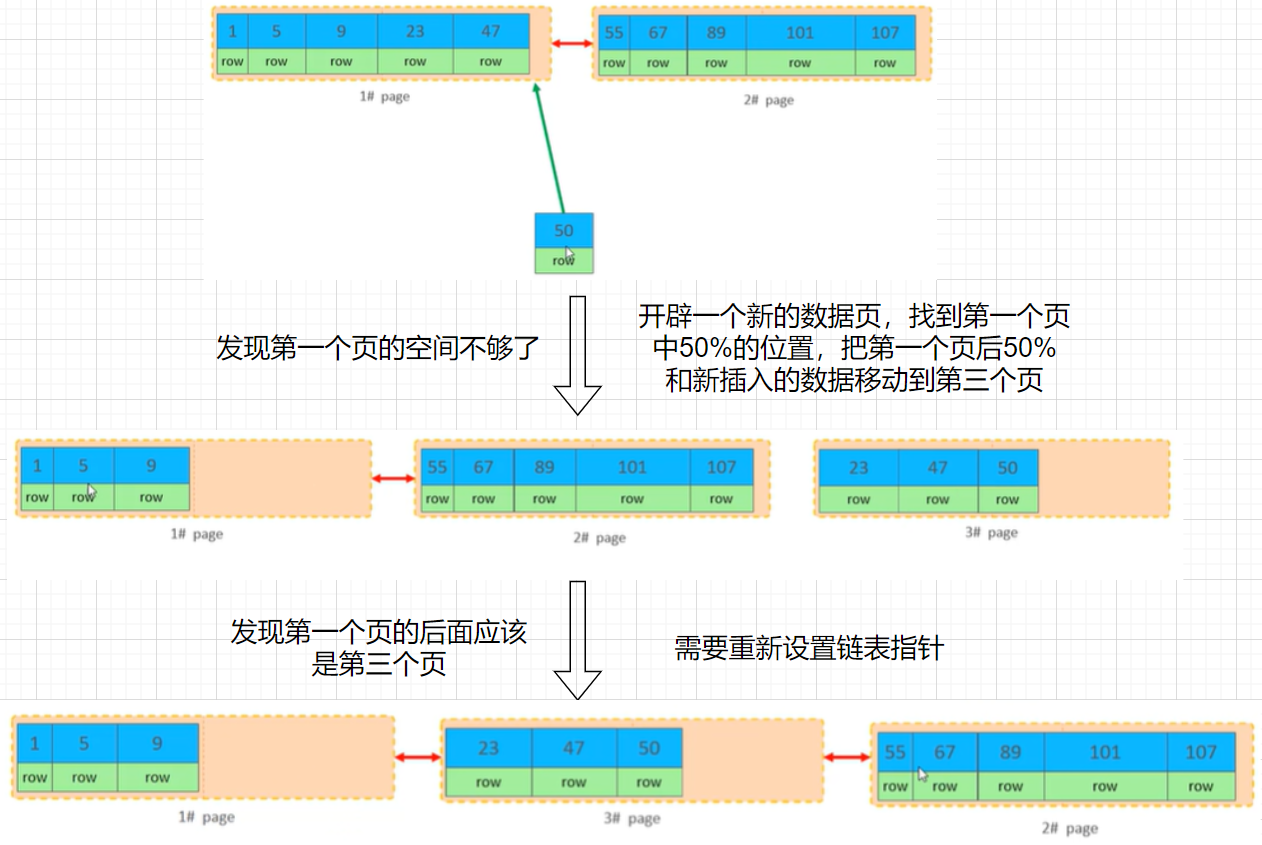 1 5 9 23 47
row row row row row
1# page
55 67 89 101 107
row row row row row
2# page
50
row
发现第一个页的空间不够了
开辟一个新的数据页，找到第一个页
中50%的位置，把第一个页后50%
和新插入的数据移动到第三个页
1 5 9
row row row
1# page
55 67 89 101 107
row row row row row
2# page
23 47 50
row row row
3# page
发现第一个页的后面应该
是第三个页
需要重新设置链表指针
1 5 9
row row row
1# page
23 47 50
row row row
3# page
55 67 89 101 107
row row row row row
2# page